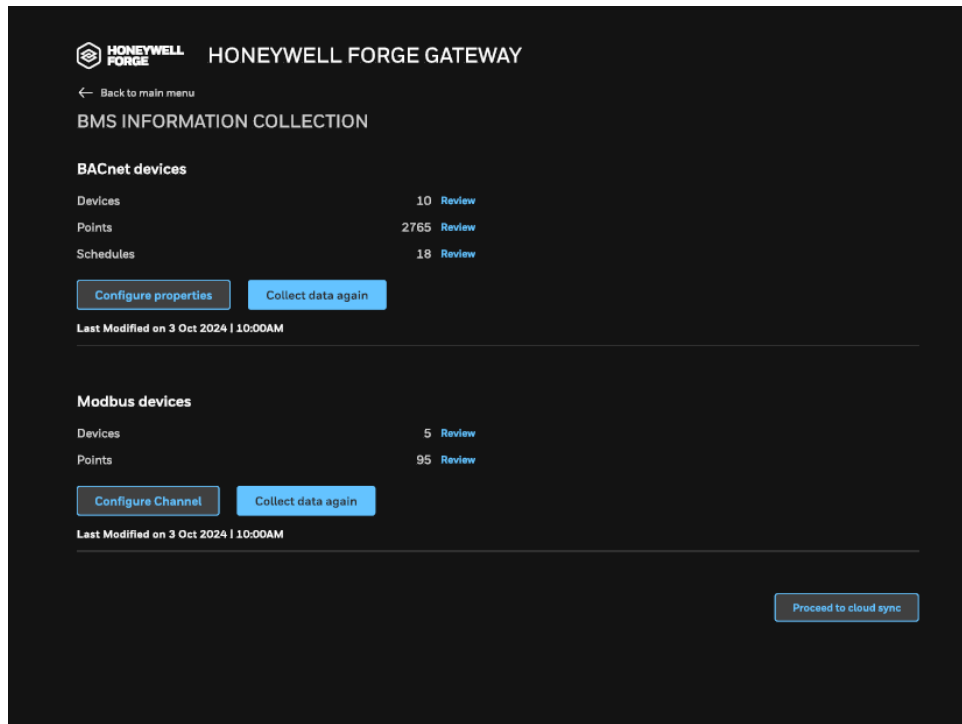 HONEYWELL FORGE
HONEYWELL FORGE GATEWAY
← Back to main menu
BMS INFORMATION COLLECTION
BACnet devices
Devices 10 Review
Points 2765 Review
Schedules 18 Review
Configure properties Collect data again
Last Modified on 3 Oct 2024 | 10:00AM
Modbus devices
Devices 5 Review
Points 95 Review
Configure Channel Collect data again
Last Modified on 3 Oct 2024 | 10:00AM
Proceed to cloud sync